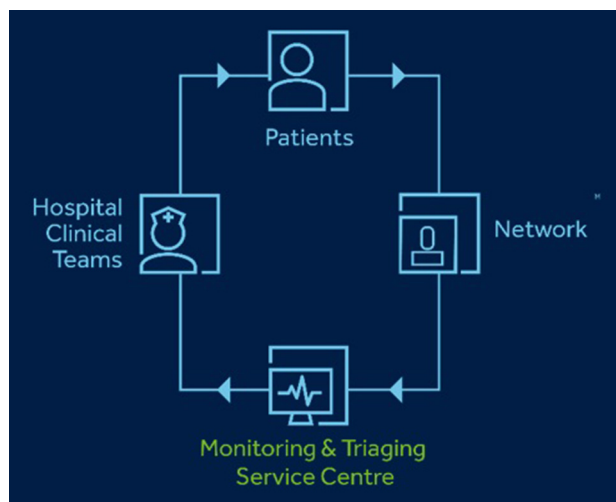 Patients
Hospital
Clinical
Teams
Network
Monitoring & Triaging
Service Centre